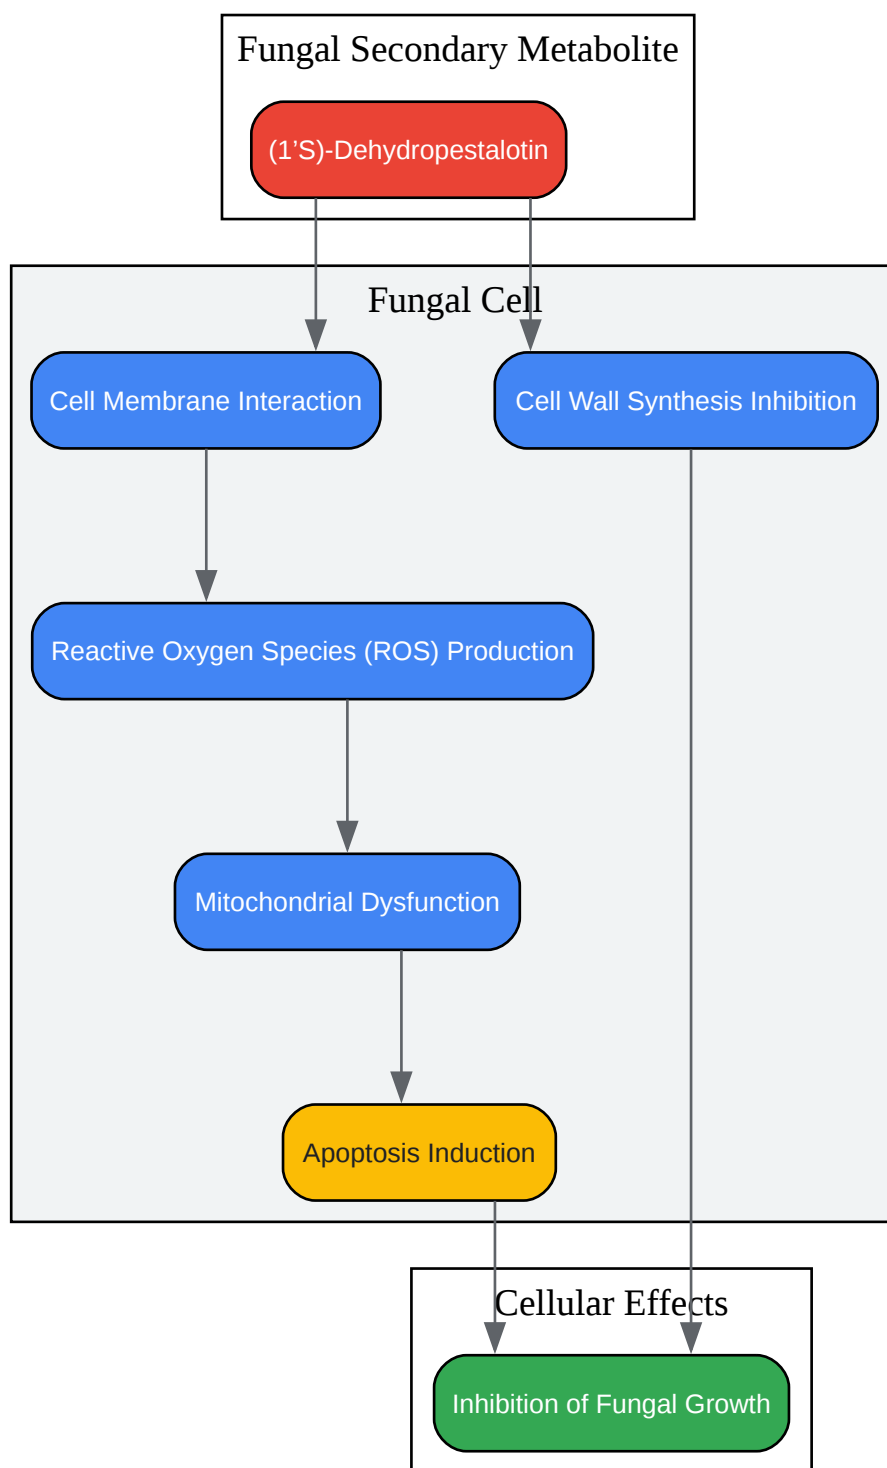 Fungal Secondary Metabolite
(1’S)-Dehydropestalotin
Fungal Cell
Cell Membrane Interaction
Cell Wall Synthesis Inhibition
Reactive Oxygen Species (ROS) Production
Mitochondrial Dysfunction
Apoptosis Induction
Cellular Effects
Inhibition of Fungal Growth